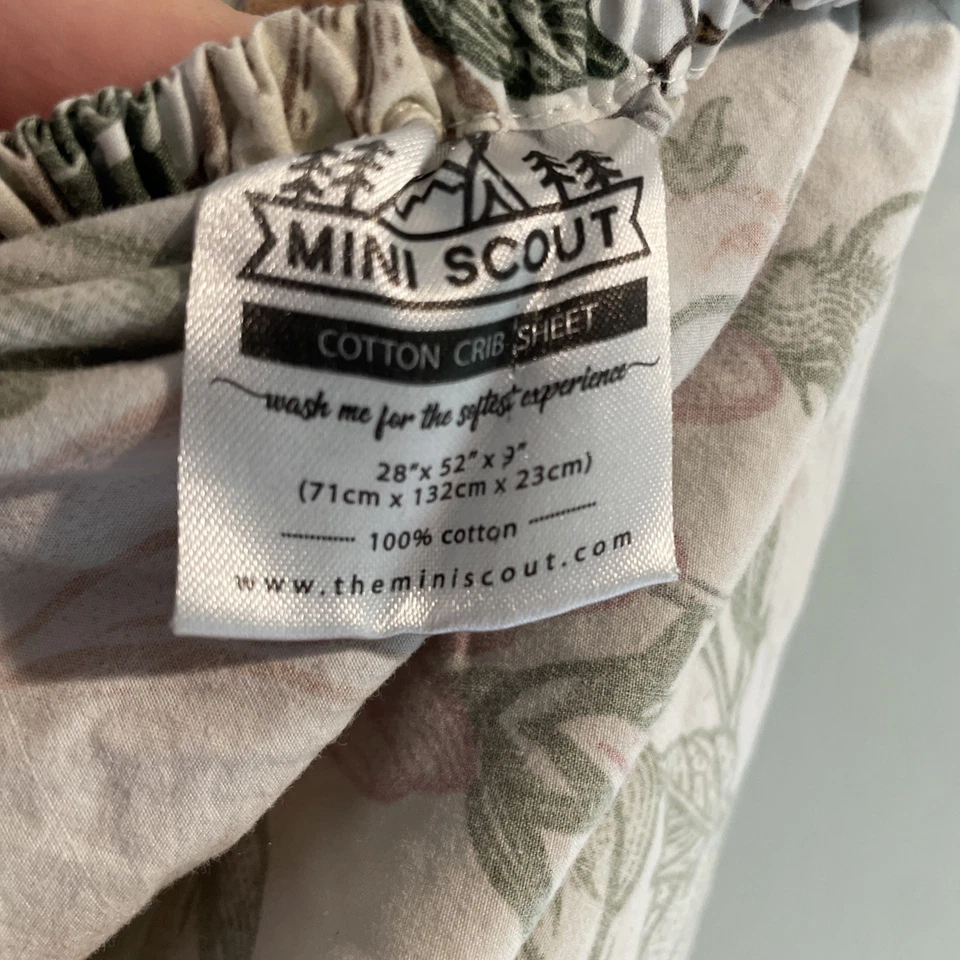 MINI SCOUT
COTTON CRIB SHEET
wash me for the softest experience
28"x 52" x 9"
(71cm x 132cm x 23cm)
100% cotton
www.theminiscout.com